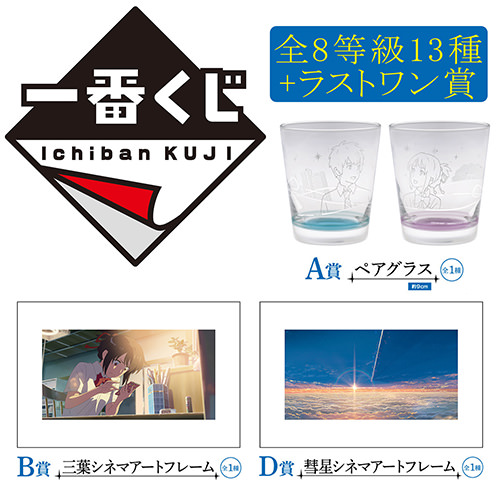 一番くじ
Ichiban KUJI
全8等級13種
+ラストワン賞
A賞 ペアグラス 全1種
約9cm
B賞 三葉シネマアートフレーム 全1種
D賞 彗星シネマアートフレーム 全1種